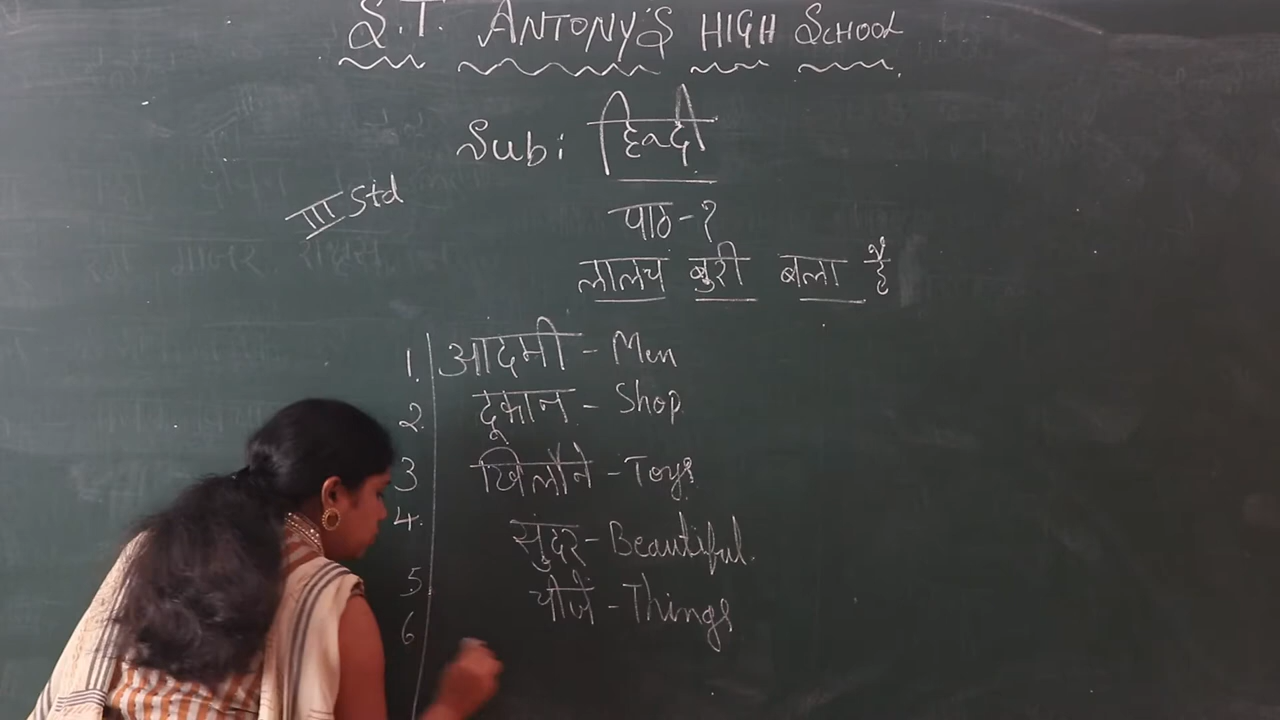 S.T. ANTONY'S HIGH SCHOOL
Sub: हिन्दी
III Std
पाठ-१
लालच बुरी बला है
1. आदमी - Men
2. दूकान - Shop
3 खिलौने - Toys
4. सुंदर - Beautiful.
5 चीजें - Things
6